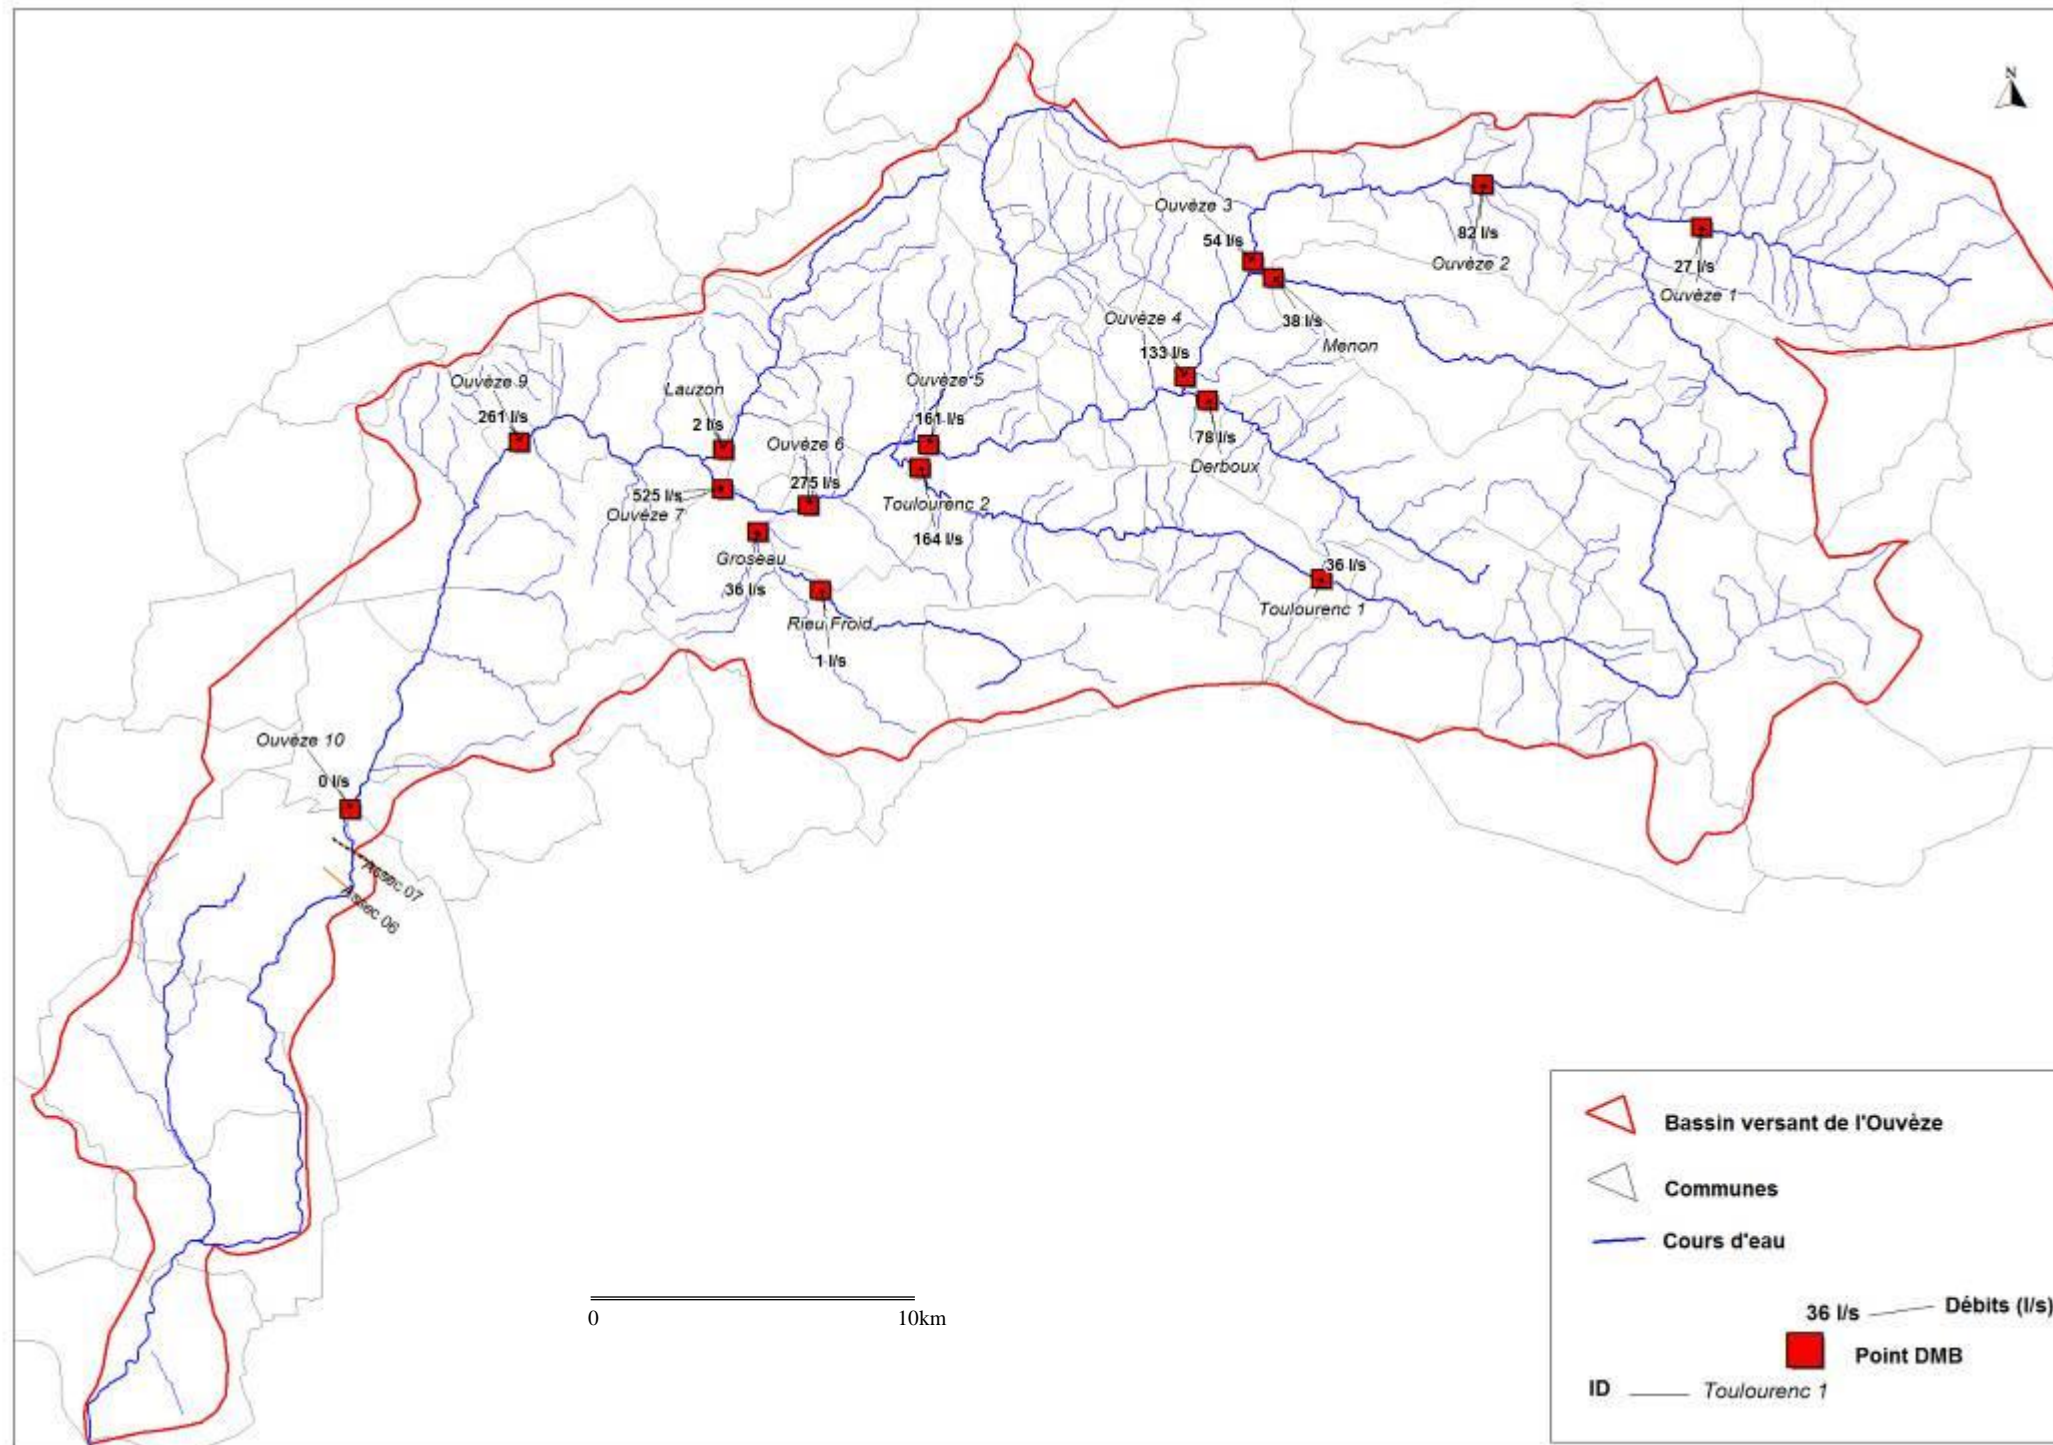 N
Ouvèze 3
54 l/s
82 l/s
Ouvèze 2
27 l/s
Ouvèze 1
Ouvèze 4
38 l/s
Menon
133 l/s
Ouvèze 9
261 l/s
Lauzon
2 l/s
Ouvèze 5
161 l/s
Ouvèze 6
275 l/s
78 l/s
Derboux
525 l/s
Ouvèze 7
Toulourenc 2
164 l/s
Groseau
36 l/s
36 l/s
Toulourenc 1
Rieu Froid
1 l/s
Ouvèze 10
0 l/s
Assec 07
Assec 06
0 10km
Bassin versant de l'Ouvèze
Communes
Cours d'eau
36 l/s Débits (l/s)
Point DMB
ID Toulourenc 1